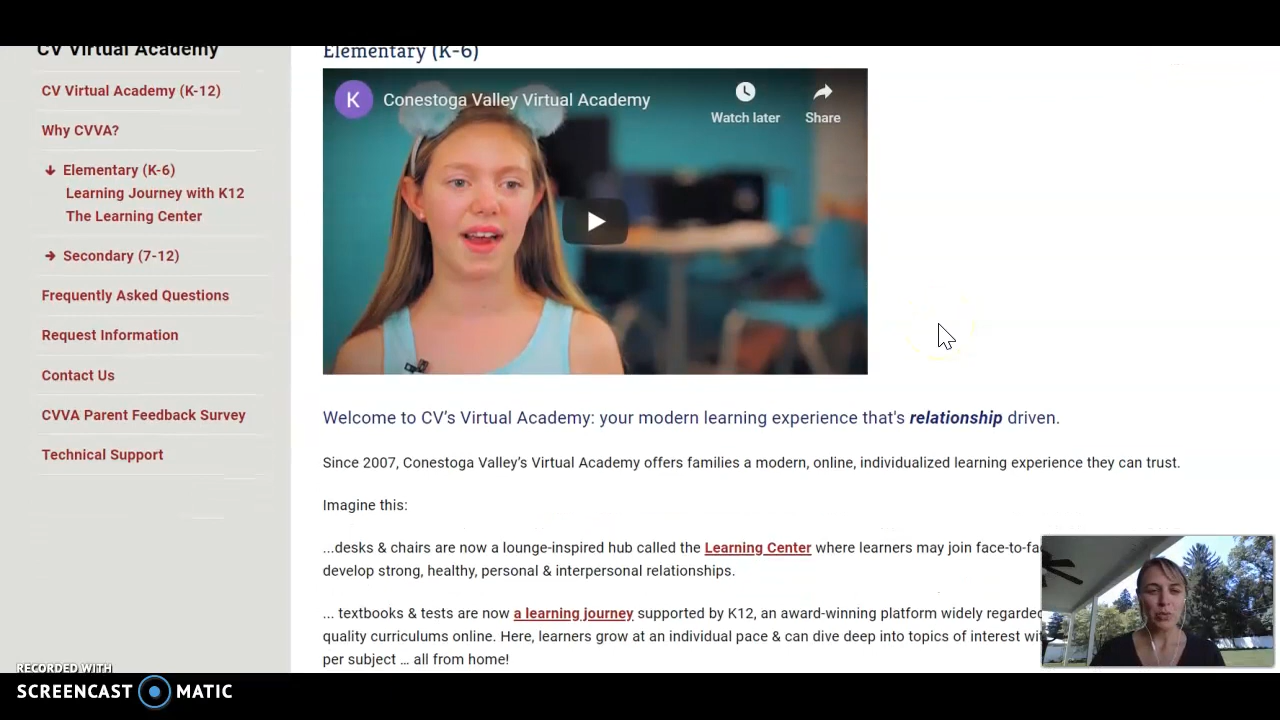 CV Virtual Academy
CV Virtual Academy (K-12)
Why CVVA?
Elementary (K-6)
Learning Journey with K12
The Learning Center
Secondary (7-12)
Frequently Asked Questions
Request Information
Contact Us
CVVA Parent Feedback Survey
Technical Support
Elementary (K-6)
K
Conestoga Valley Virtual Academy
Watch later
Share
Welcome to CV's Virtual Academy: your modern learning experience that's relationship driven.
Since 2007, Conestoga Valley's Virtual Academy offers families a modern, online, individualized learning experience they can trust.
Imagine this:
...desks & chairs are now a lounge-inspired hub called the Learning Center where learners may join
develop strong, healthy, personal & interpersonal relationships.
... textbooks & tests are now a learning journey supported by K12, an award-winning platform widely regarded
quality curriculums online. Here, learners grow at an individual pace & can dive deep into topics of interest
per subject … all from home!
RECORDED WITH
SCREENCAST MATIC